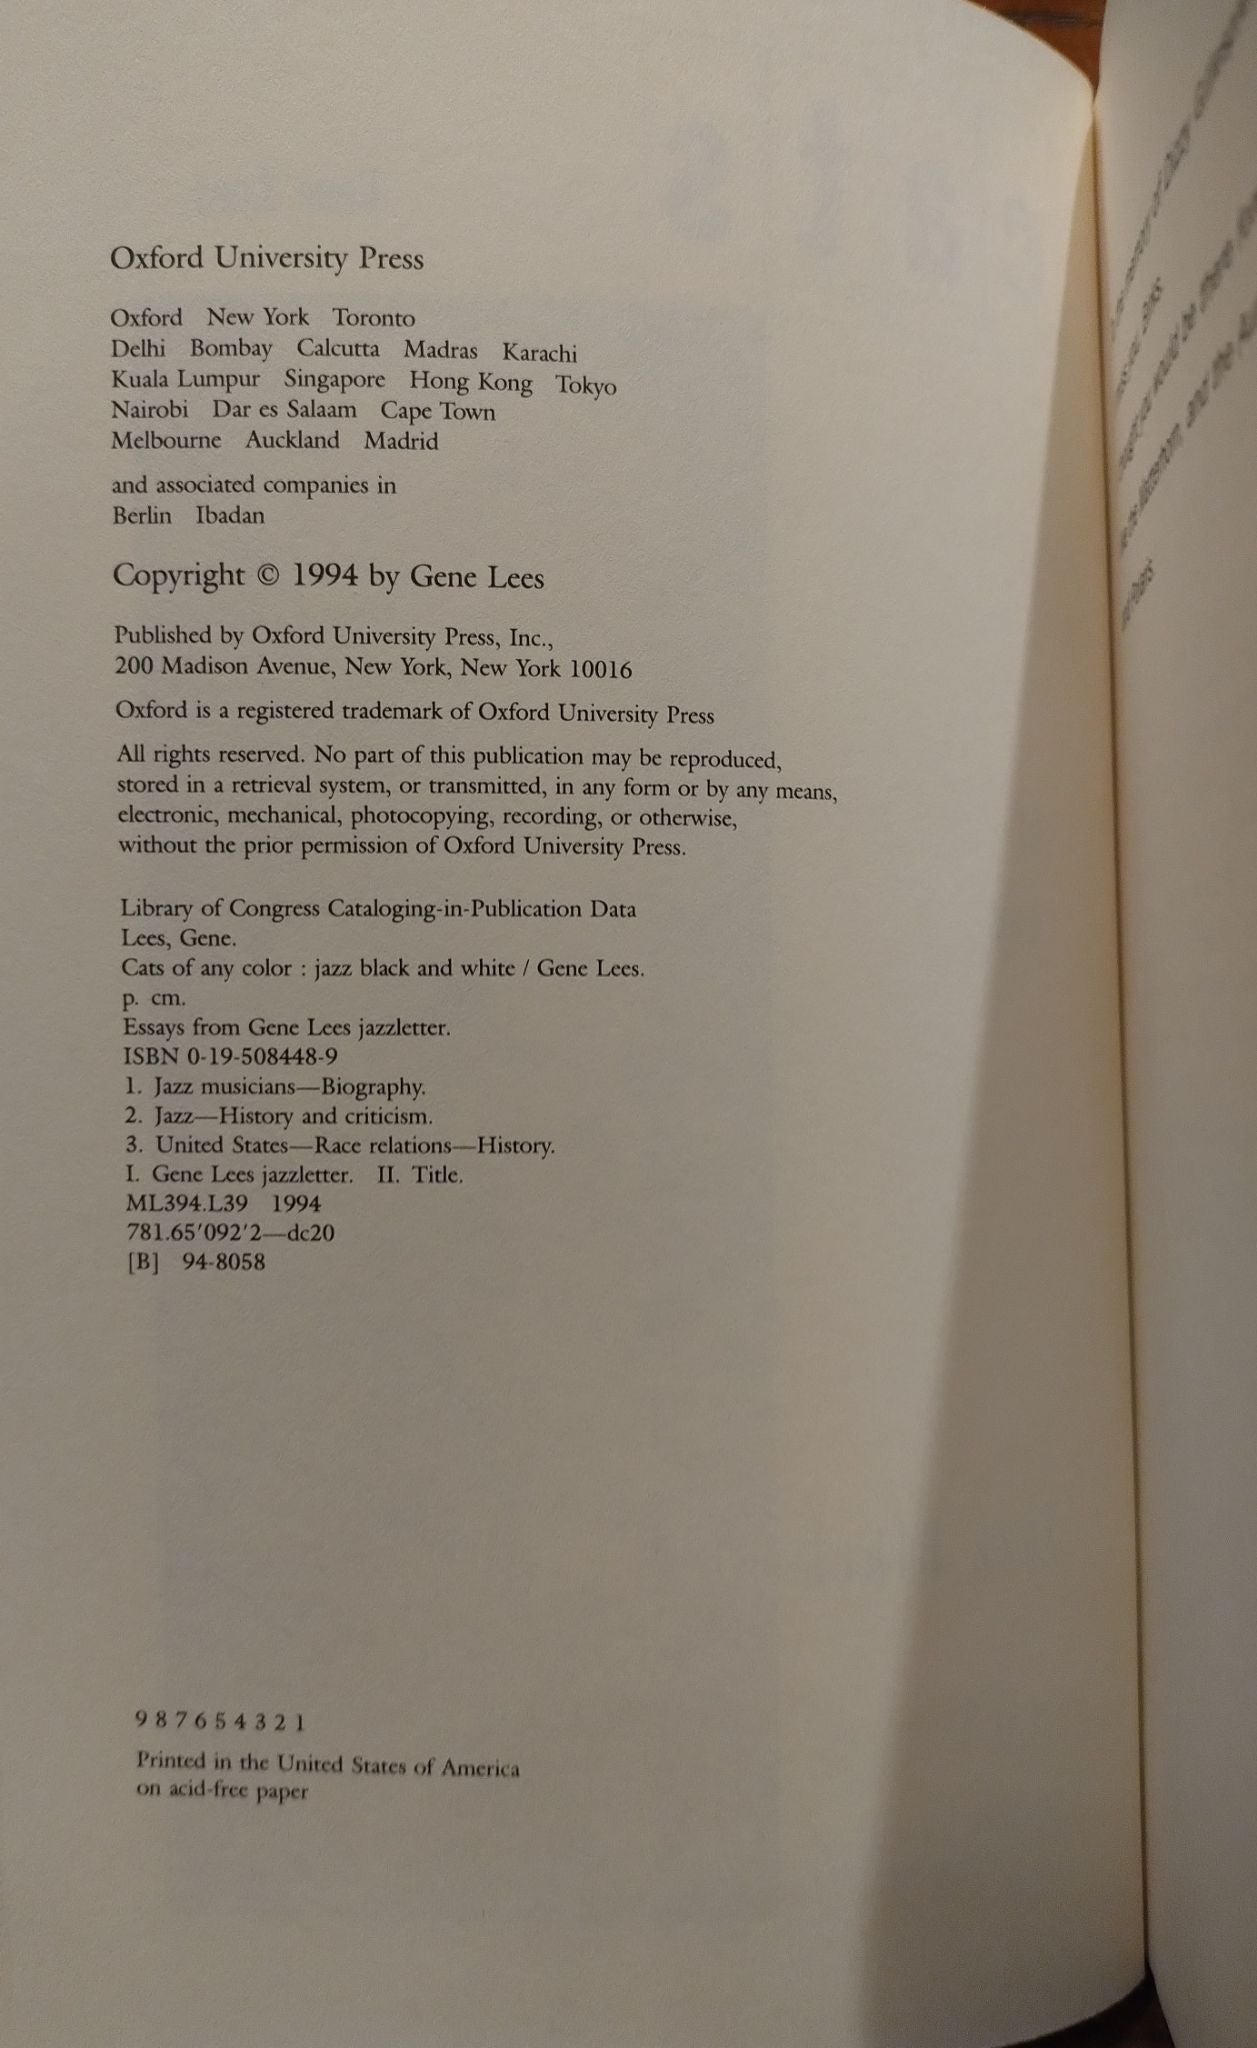 Oxford University Press
Oxford New York Toronto
Delhi Bombay Calcutta Madras Karachi
Kuala Lumpur Singapore Hong Kong Tokyo
Nairobi Dar es Salaam Cape Town
Melbourne Auckland Madrid
and associated companies in
Berlin Ibadan
Copyright © 1994 by Gene Lees
Published by Oxford University Press, Inc.,
200 Madison Avenue, New York, New York 10016
Oxford is a registered trademark of Oxford University Press
All rights reserved. No part of this publication may be reproduced,
stored in a retrieval system, or transmitted, in any form or by any means,
electronic, mechanical, photocopying, recording, or otherwise,
without the prior permission of Oxford University Press.
Library of Congress Cataloging-in-Publication Data
Lees, Gene.
Cats of any color : jazz black and white / Gene Lees.
p. cm.
Essays from Gene Lees jazzletter.
ISBN 0-19-508448-9
1. Jazz musicians—Biography.
2. Jazz—History and criticism.
3. United States—Race relations—History.
I. Gene Lees jazzletter. II. Title.
ML394.L39 1994
781.65′092′2—dc20
[B] 94-8058
9 8 7 6 5 4 3 2 1
Printed in the United States of America
on acid-free paper